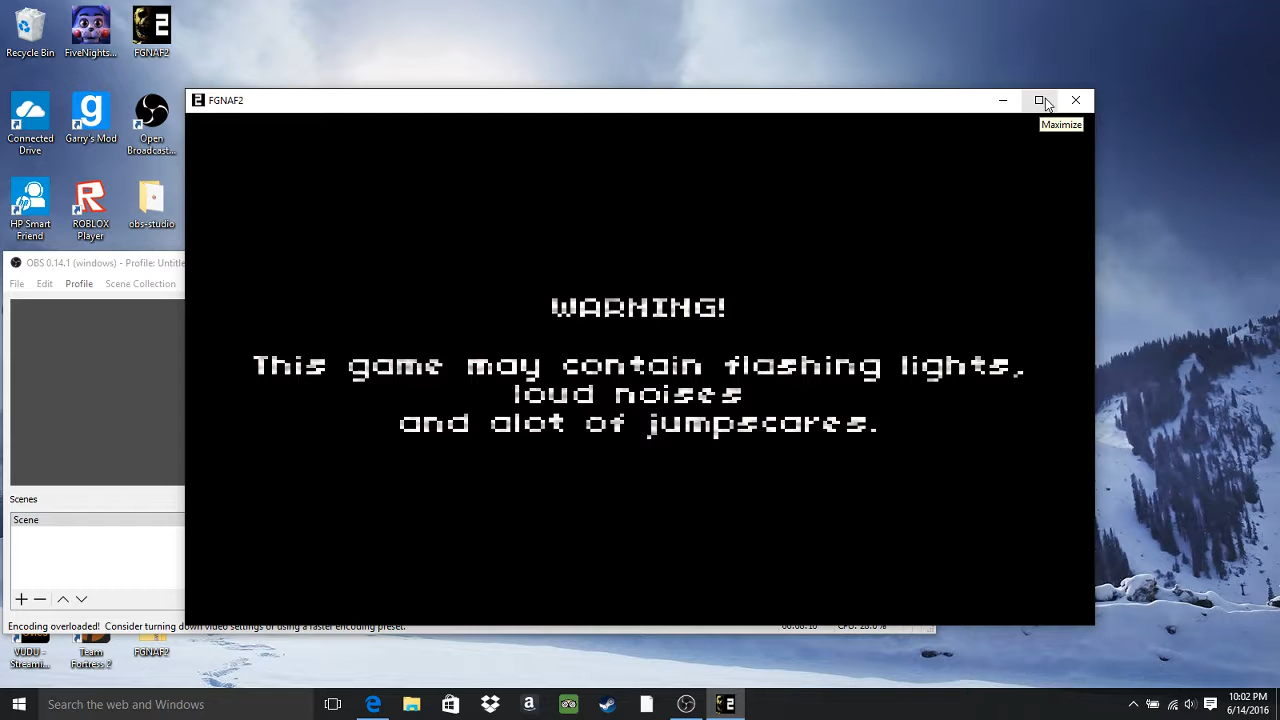 Recycle Bin
FiveNights...
FGNAF2
Connected
Drive
Garry's Mod
Open
Broadcast...
HP Smart
Friend
ROBLOX
Player
obs-studio
FGNAF2
Maximize
WARNING!
This game may contain flashing lights,
loud noises
and alot of jumpscares.
OBS 0.14.1 (windows) - Profile: Untitle
File Edit Profile Scene Collection
Scenes
Scene
Encoding overloaded! Consider turning down video settings or using a faster encoding preset.
VUDU -
Streami...
Team
Fortress 2
FGNAF2
Search the web and Windows
10:02 PM
6/14/2016